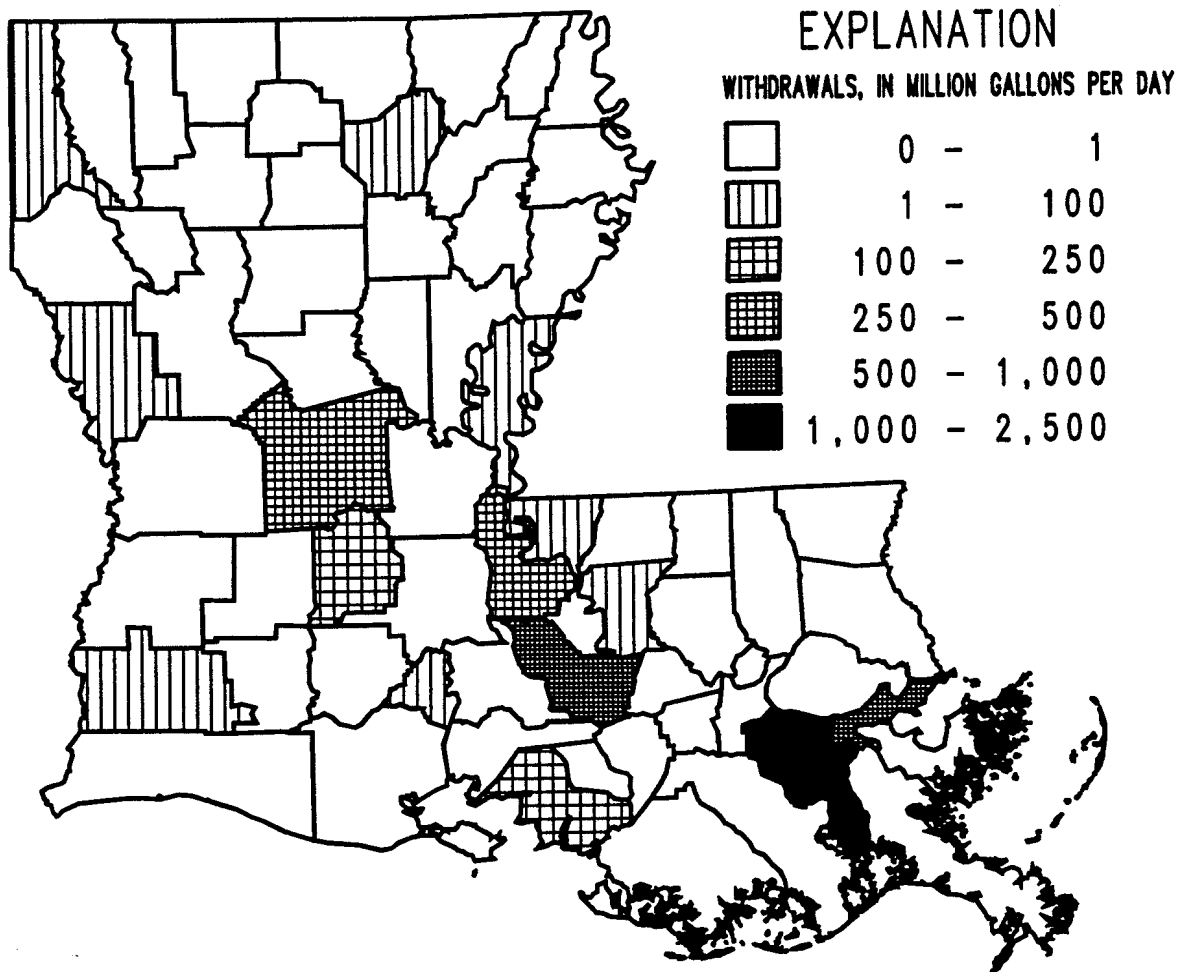 EXPLANATION
WITHDRAWALS, IN MILLION GALLONS PER DAY
0 - 1
1 - 100
100 - 250
250 - 500
500 - 1,000
1,000 - 2,500